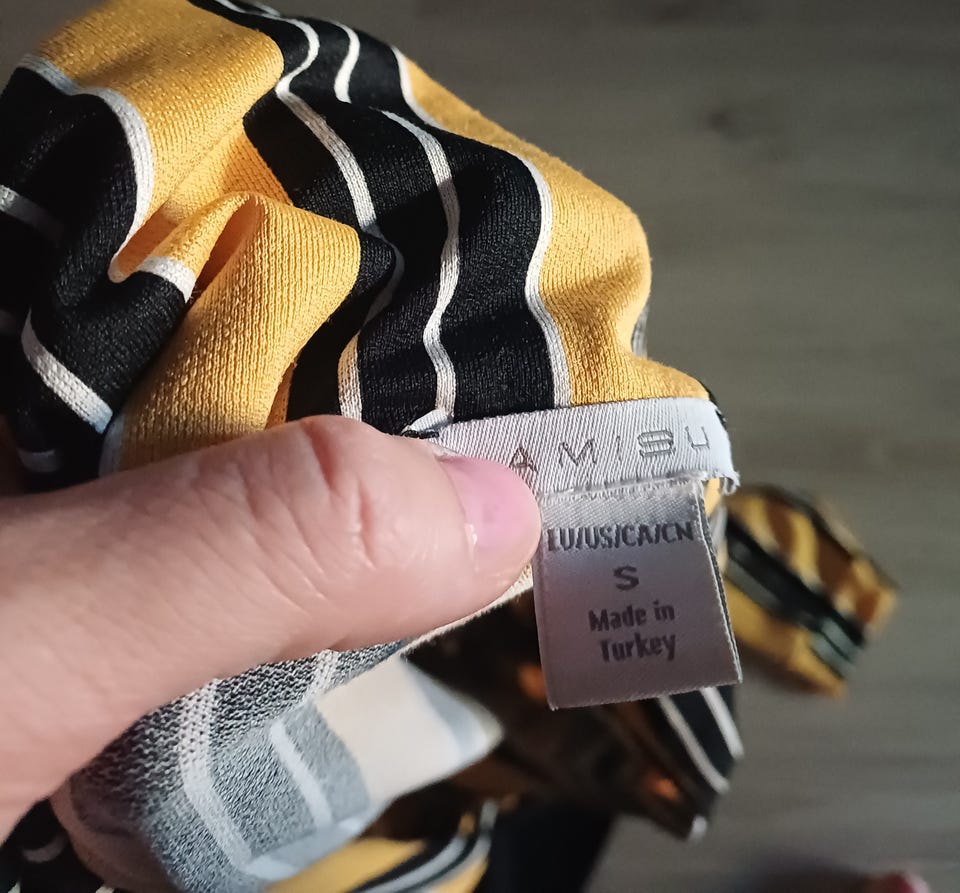 AMISU
EU/US/CA/CN
S
Made in
Turkey